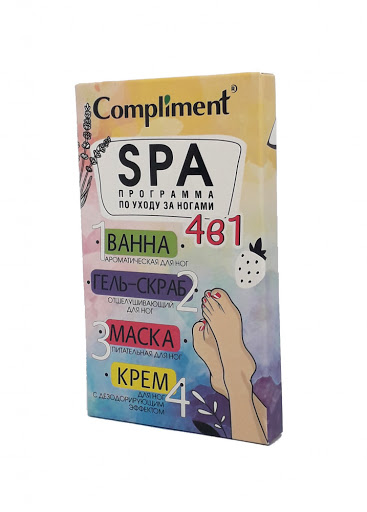 Compliment®
SPA
ПРОГРАММА
ПО УХОДУ ЗА НОГАМИ
4в1
1 ВАННА
АРОМАТИЧЕСКАЯ ДЛЯ НОГ
ГЕЛЬ-СКРАБ 2
ОТШЕЛУШИВАЮЩИЙ
ДЛЯ НОГ
3 МАСКА
ПИТАТЕЛЬНАЯ ДЛЯ НОГ
КРЕМ 4
ДЛЯ НОГ
С ДЕЗОДОРИРУЮЩИМ
ЭФФЕКТОМ